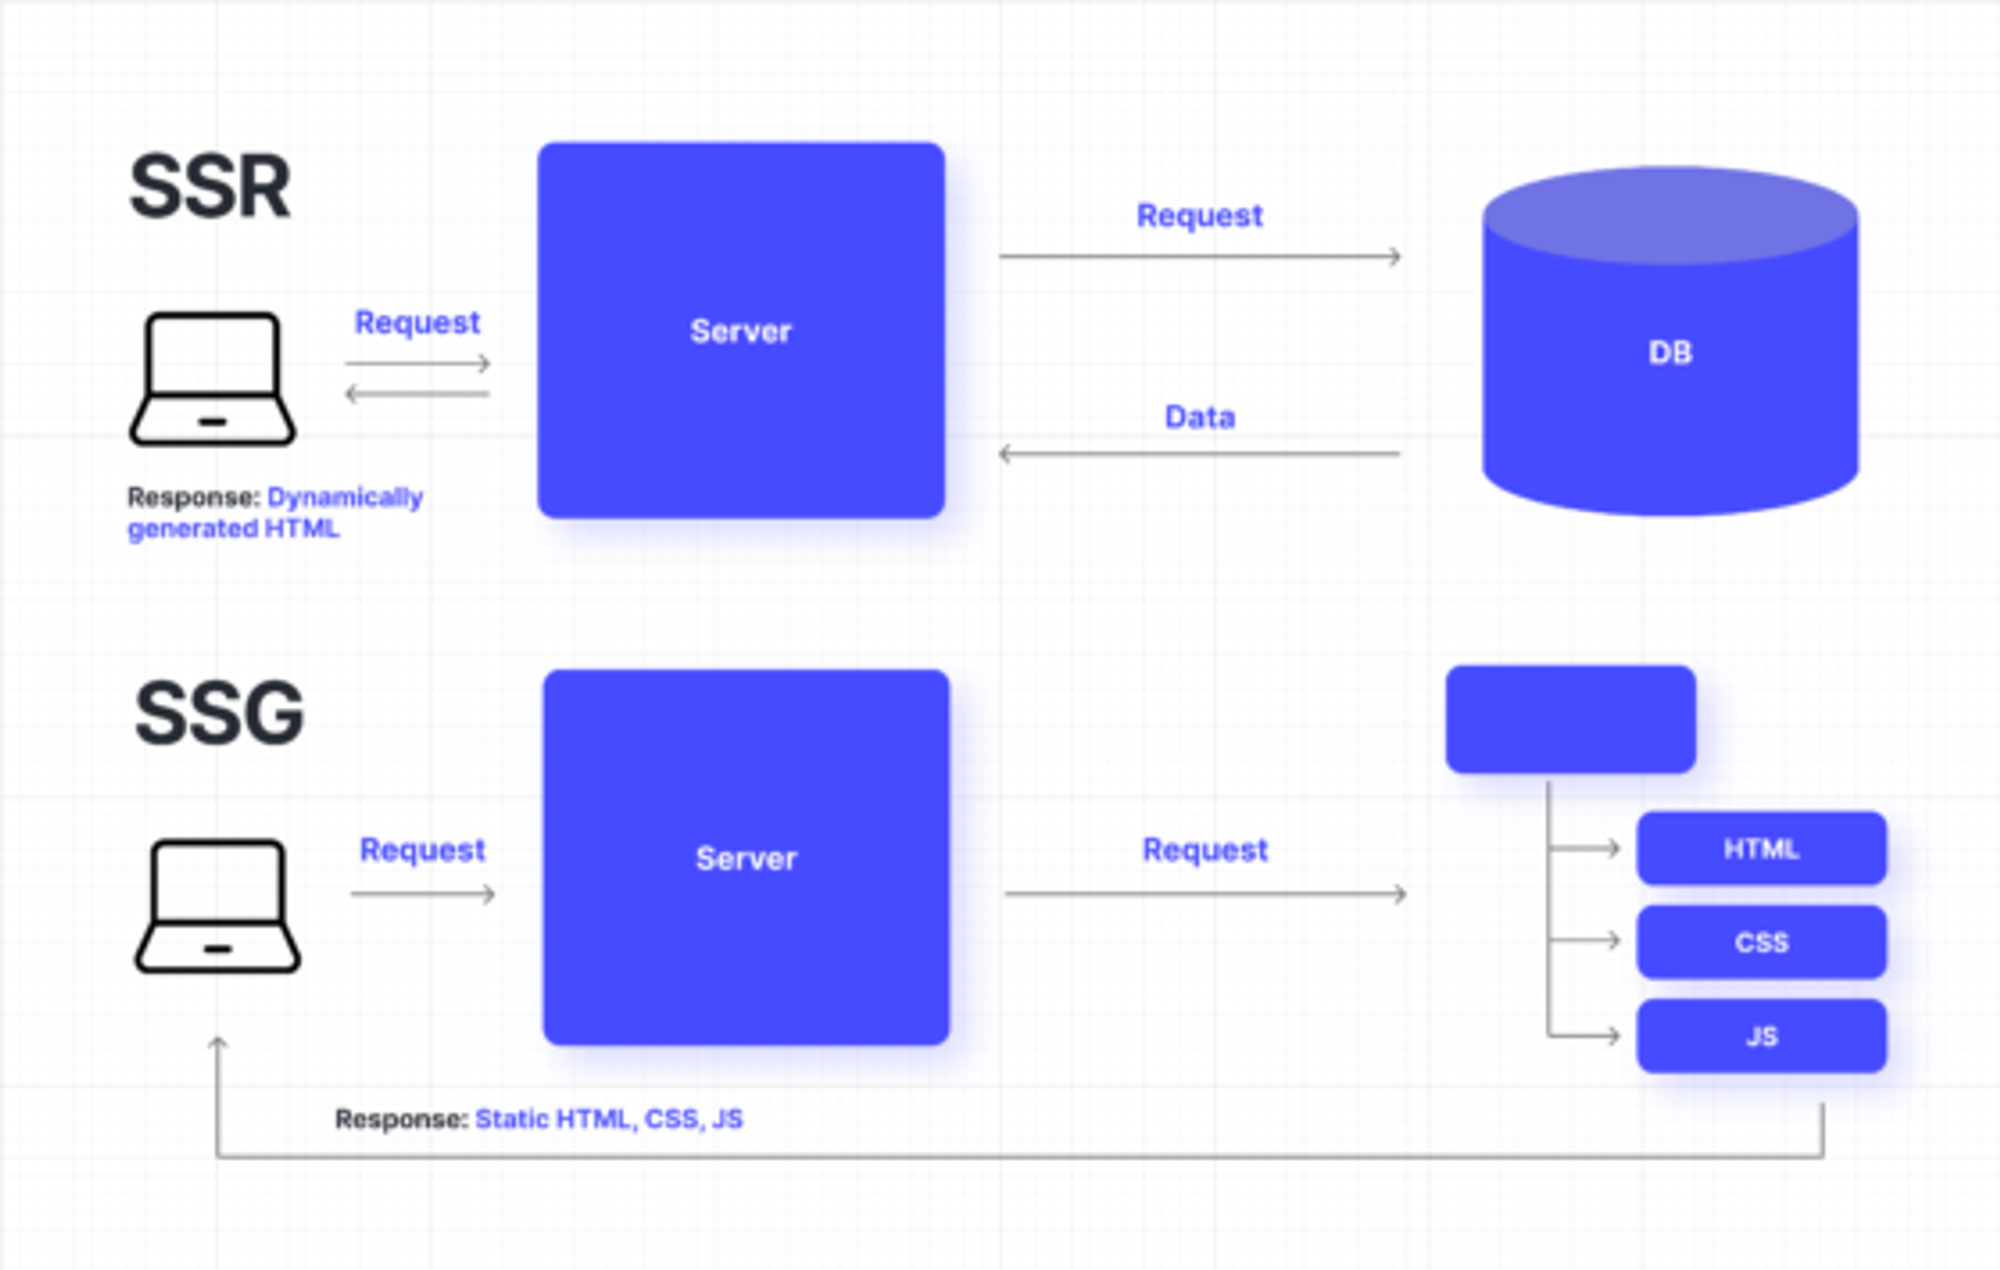 SSR
Request
Server
Request
Data
DB
Response: Dynamically
generated HTML
SSG
Request
Server
Request
HTML
CSS
JS
Response: Static HTML, CSS, JS